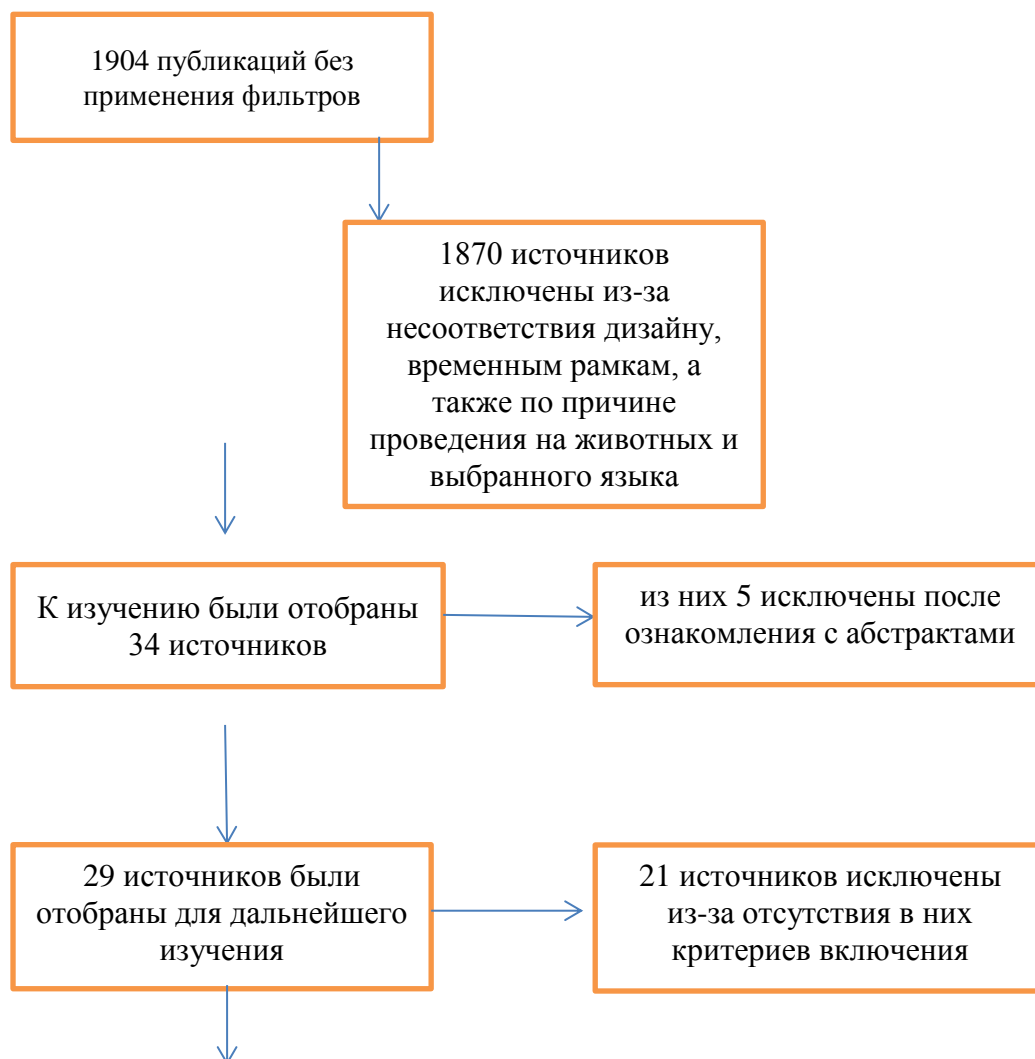 1904 публикаций без
применения фильтров
1870 источников
исключены из-за
несоответствия дизайну,
временным рамкам, а
также по причине
проведения на животных и
выбранного языка
К изучению были отобраны
34 источников
из них 5 исключены после
ознакомления с абстрактами
29 источников были
отобраны для дальнейшего
изучения
21 источников исключены
из-за отсутствия в них
критериев включения